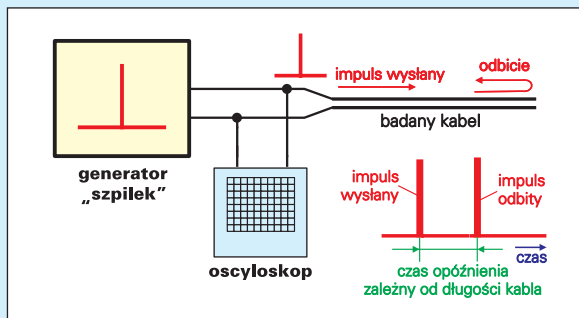 impuls wysłany
odbicie
badany kabel
generator
„szpilek”
oscyloskop
impuls
wysłany
impuls
odbity
czas
czas opóźnienia
zależny od długości kabla